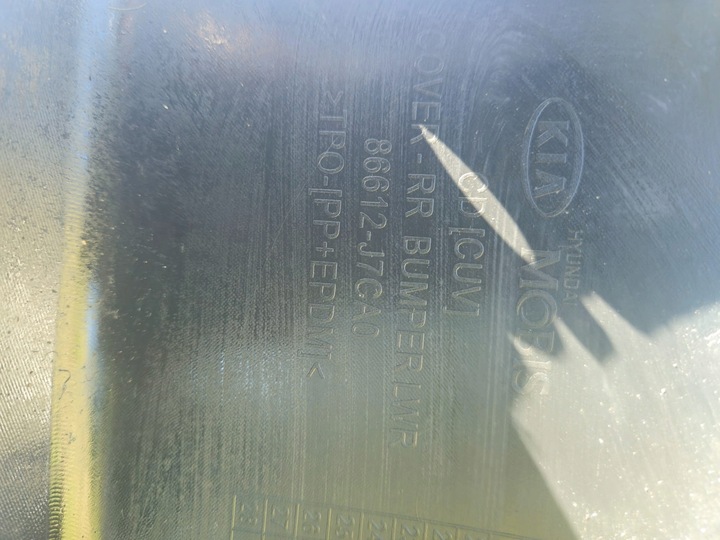 KIA
HYUNDAI
MOBIS
CD [CUV]
COVER-RR BUMPER LWR
86612-J7CA0
>TPO-[PP+EPDM]<